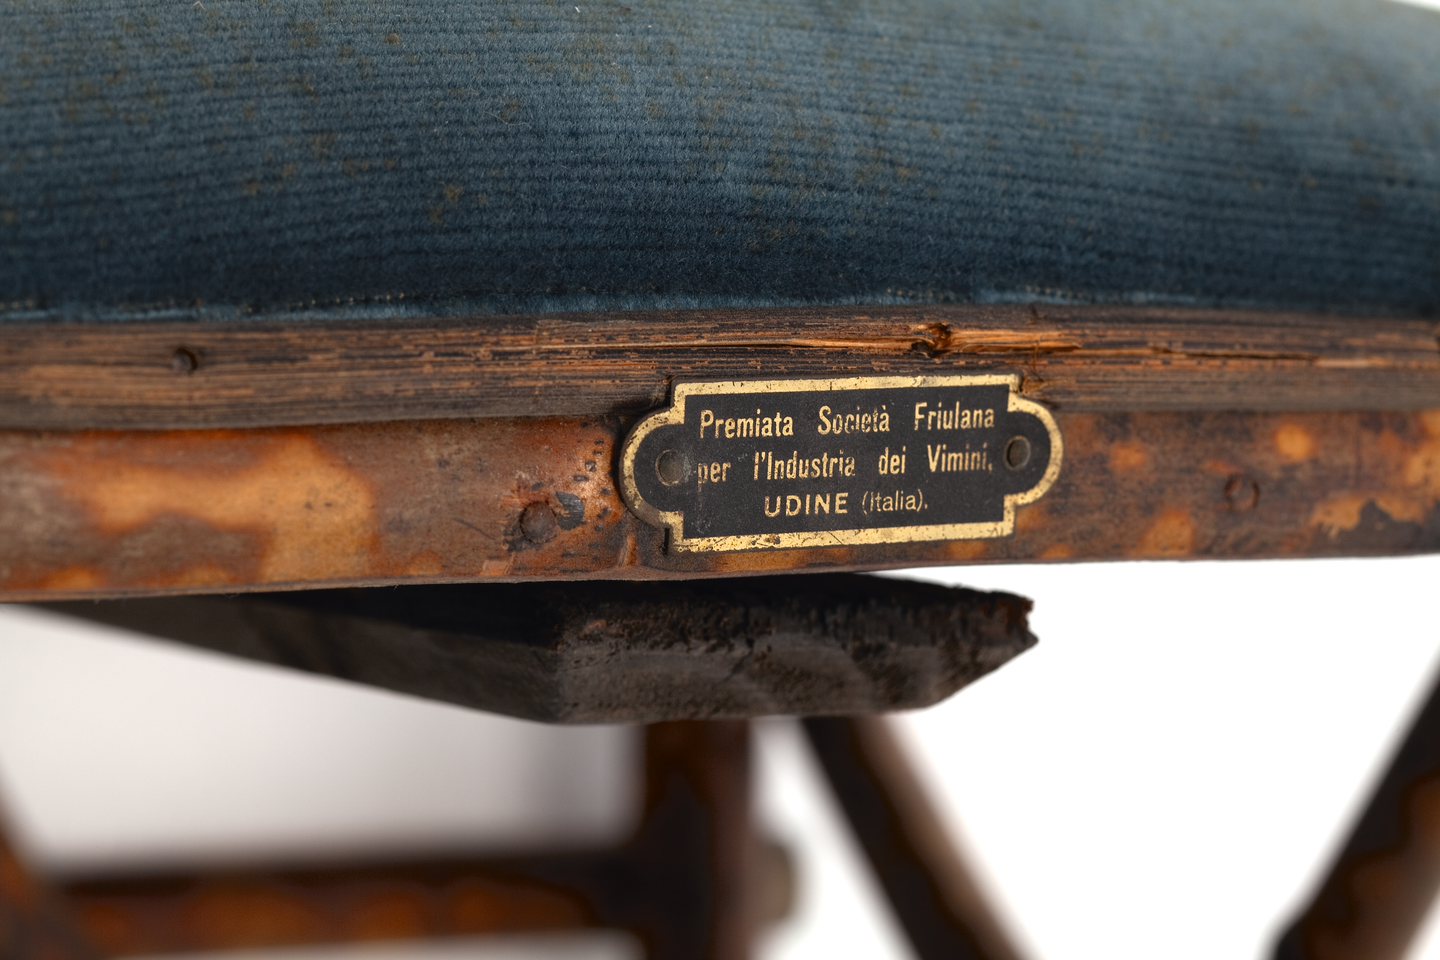 Premiata Società Friulana
per l'Industria dei Vimini,
UDINE (Italia).